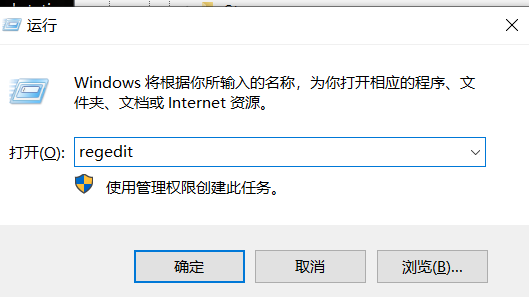 运行
Windows 将根据你所输入的名称，为你打开相应的程序、文
件夹、文档或 Internet 资源。
打开(O): regedit
使用管理权限创建此任务。
确定 取消 浏览(B)...